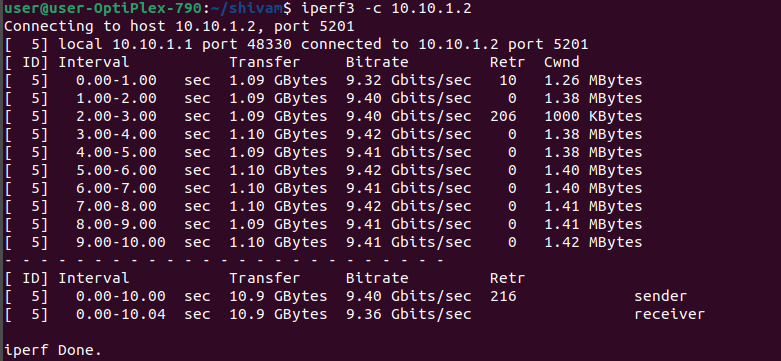 user@user-OptiPlex-790:~/shivam$ iperf3 -c 10.10.1.2
Connecting to host 10.10.1.2, port 5201
[  5] local 10.10.1.1 port 48330 connected to 10.10.1.2 port 5201
[ ID] Interval           Transfer     Bitrate         Retr  Cwnd
[  5]   0.00-1.00   sec  1.09 GBytes  9.32 Gbits/sec   10   1.26 MBytes
[  5]   1.00-2.00   sec  1.09 GBytes  9.40 Gbits/sec    0   1.38 MBytes
[  5]   2.00-3.00   sec  1.09 GBytes  9.40 Gbits/sec  206   1000 KBytes
[  5]   3.00-4.00   sec  1.10 GBytes  9.42 Gbits/sec    0   1.38 MBytes
[  5]   4.00-5.00   sec  1.09 GBytes  9.41 Gbits/sec    0   1.38 MBytes
[  5]   5.00-6.00   sec  1.10 GBytes  9.42 Gbits/sec    0   1.40 MBytes
[  5]   6.00-7.00   sec  1.10 GBytes  9.41 Gbits/sec    0   1.40 MBytes
[  5]   7.00-8.00   sec  1.10 GBytes  9.42 Gbits/sec    0   1.41 MBytes
[  5]   8.00-9.00   sec  1.09 GBytes  9.41 Gbits/sec    0   1.41 MBytes
[  5]   9.00-10.00  sec  1.10 GBytes  9.41 Gbits/sec    0   1.42 MBytes
- - - - - - - - - - - - - - - - - - - - - - - - -
[ ID] Interval           Transfer     Bitrate         Retr
[  5]   0.00-10.00  sec  10.9 GBytes  9.40 Gbits/sec  216             sender
[  5]   0.00-10.04  sec  10.9 GBytes  9.36 Gbits/sec                  receiver
iperf Done.